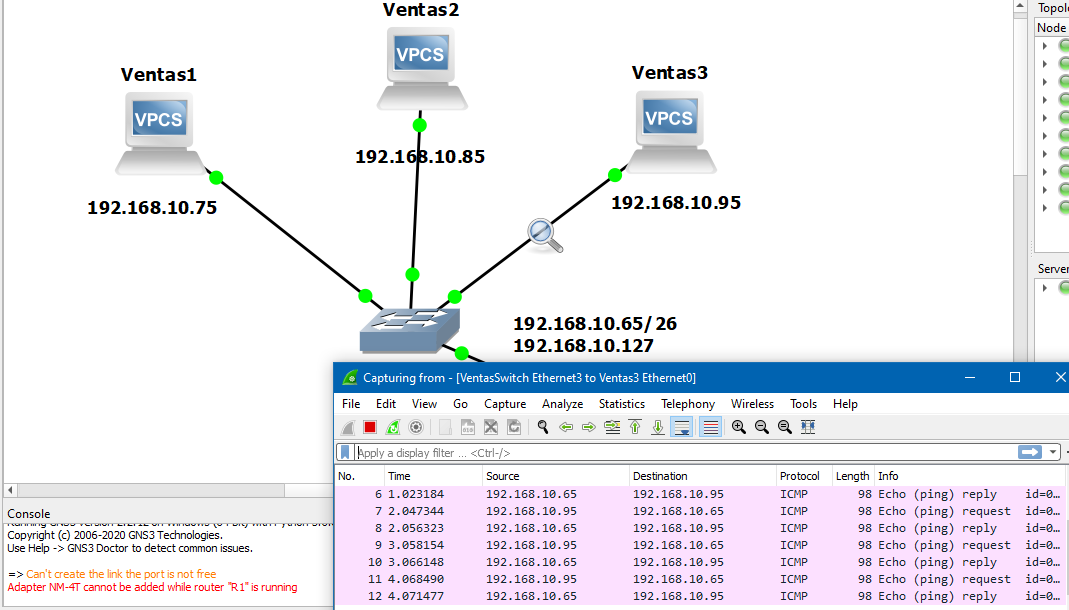 Ventas2
Topol
Node
Ventas1
Ventas3
VPCS
VPCS
VPCS
192.168.10.85
192.168.10.75
192.168.10.95
Server
192.168.10.65/26
192.168.10.127
Capturing from - [VentasSwitch Ethernet3 to Ventas3 Ethernet0]
File Edit View Go Capture Analyze Statistics Telephony Wireless Tools Help
Apply a display filter ... <Ctrl-/>
No. Time Source Destination Protocol Length Info
6 1.023184 192.168.10.65 192.168.10.95 ICMP 98 Echo (ping) reply id=0…
7 2.047344 192.168.10.95 192.168.10.65 ICMP 98 Echo (ping) request id=0…
8 2.056323 192.168.10.65 192.168.10.95 ICMP 98 Echo (ping) reply id=0…
9 3.058154 192.168.10.95 192.168.10.65 ICMP 98 Echo (ping) request id=0…
10 3.066148 192.168.10.65 192.168.10.95 ICMP 98 Echo (ping) reply id=0…
11 4.068490 192.168.10.95 192.168.10.65 ICMP 98 Echo (ping) request id=0…
12 4.071477 192.168.10.65 192.168.10.95 ICMP 98 Echo (ping) reply id=0…
Console
Copyright (c) 2006-2020 GNS3 Technologies.
Use Help -> GNS3 Doctor to detect common issues.
=> Can't create the link the port is not free
Adapter NM-4T cannot be added while router "R1" is running